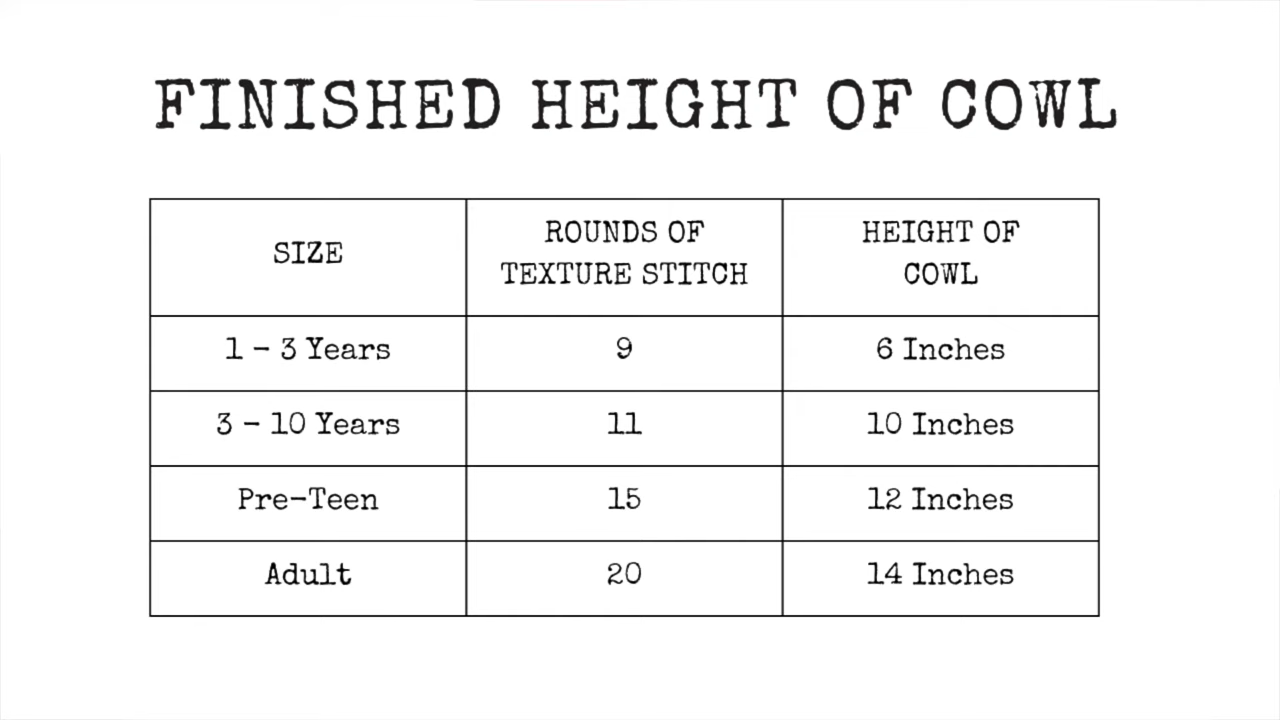 FINISHED HEIGHT OF COWL
SIZE
ROUNDS OF
TEXTURE STITCH
HEIGHT OF
COWL
1 - 3 Years
9
6 Inches
3 - 10 Years
11
10 Inches
Pre-Teen
15
12 Inches
Adult
20
14 Inches